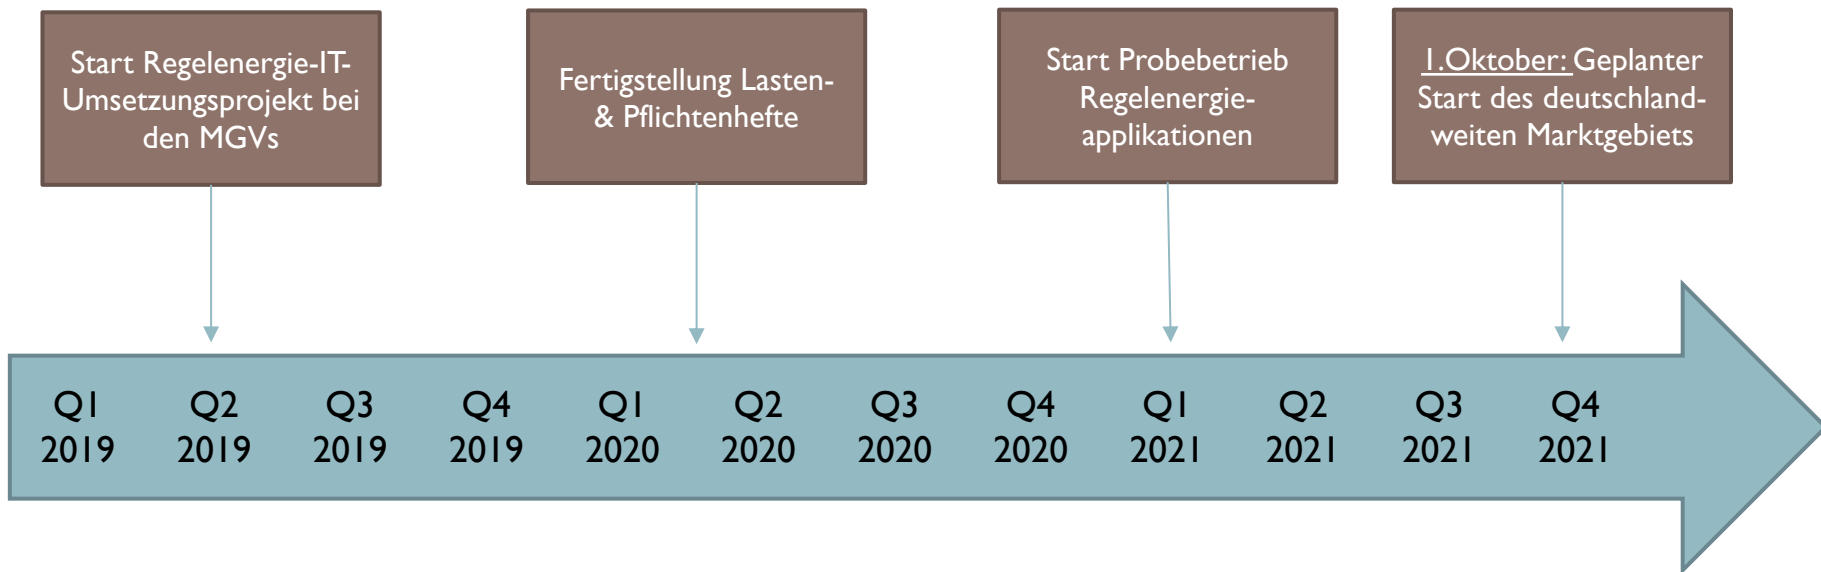 Start Regelenergie-IT-
Umsetzungsprojekt bei
den MGVs
Fertigstellung Lasten-
& Pflichtenhefte
Start Probebetrieb
Regelenergie-
applikationen
1.Oktober: Geplanter
Start des deutschland-
weiten Marktgebiets
Q1 Q2 Q3 Q4 Q1 Q2 Q3 Q4 Q1 Q2 Q3 Q4
2019 2019 2019 2019 2020 2020 2020 2020 2021 2021 2021 2021